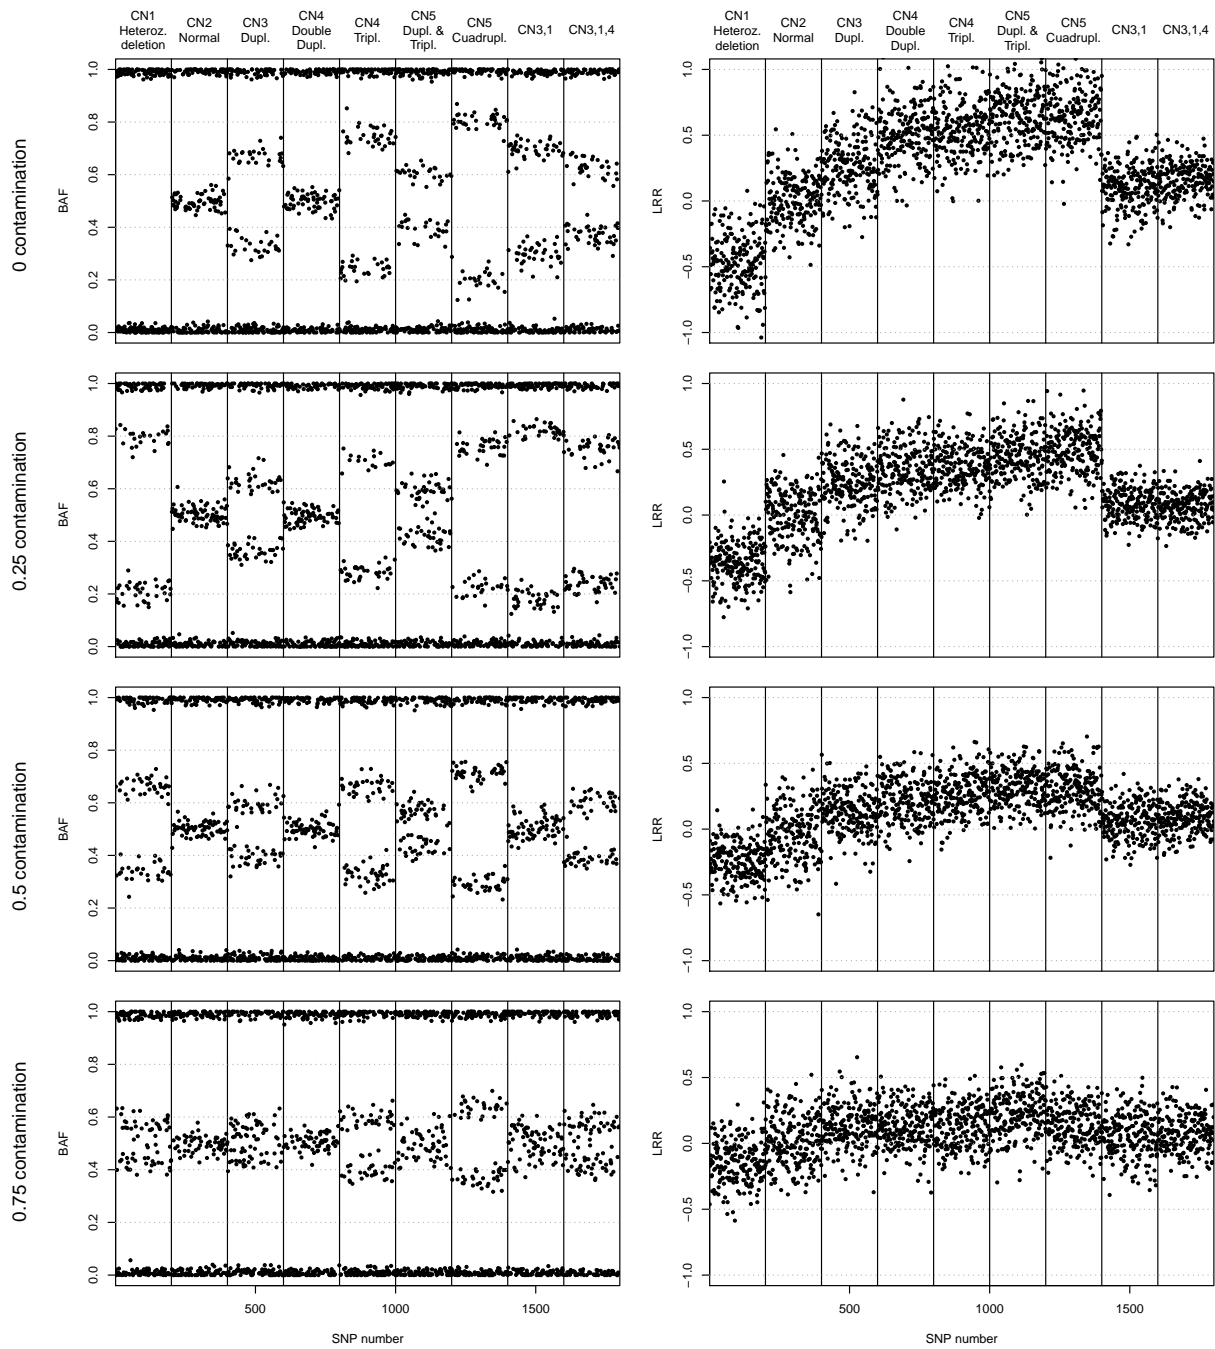 CN1
Heteroz.
deletion
CN2
Normal
CN3
Dupl.
CN4
Double
Dupl.
CN4
Tripl.
CN5
Dupl. &
Tripl.
CN5
Cuadrupl.
CN3,1
CN3,1,4
CN1
Heteroz.
deletion
CN2
Normal
CN3
Dupl.
CN4
Double
Dupl.
CN4
Tripl.
CN5
Dupl. &
Tripl.
CN5
Cuadrupl.
CN3,1
CN3,1,4
0 contamination
BAF
1.0
0.8
0.6
0.4
0.2
0.0
LRR
1.0
0.5
0.0
−0.5
−1.0
0.25 contamination
BAF
1.0
0.8
0.6
0.4
0.2
0.0
LRR
1.0
0.5
0.0
−0.5
−1.0
0.5 contamination
BAF
1.0
0.8
0.6
0.4
0.2
0.0
LRR
1.0
0.5
0.0
−0.5
−1.0
0.75 contamination
BAF
1.0
0.8
0.6
0.4
0.2
0.0
LRR
1.0
0.5
0.0
−0.5
−1.0
500 1000 1500
SNP number
500 1000 1500
SNP number